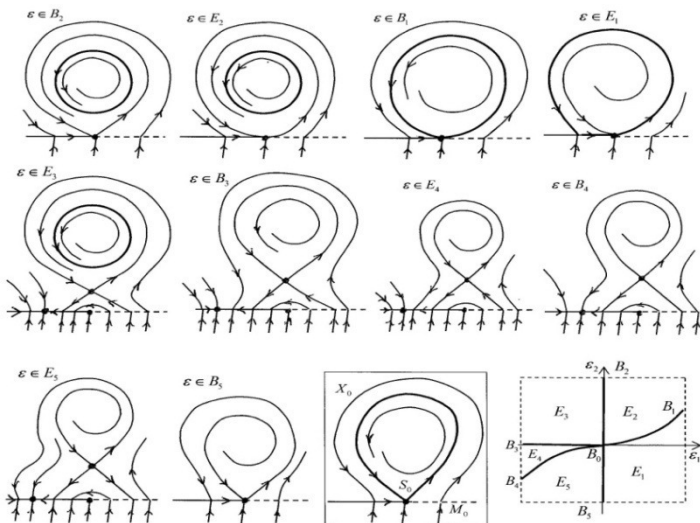 ε ∈ B₂
ε ∈ E₂
ε ∈ B₁
ε ∈ E₁
ε ∈ E₃
ε ∈ B₃
ε ∈ E₄
ε ∈ B₄
ε ∈ E₅
ε ∈ B₅
X₀
S₀
M₀
ε₂
B₂
E₃
E₂
B₁
B₃
ε₁
E₄
B₀
B₄
E₅
E₁
B₅